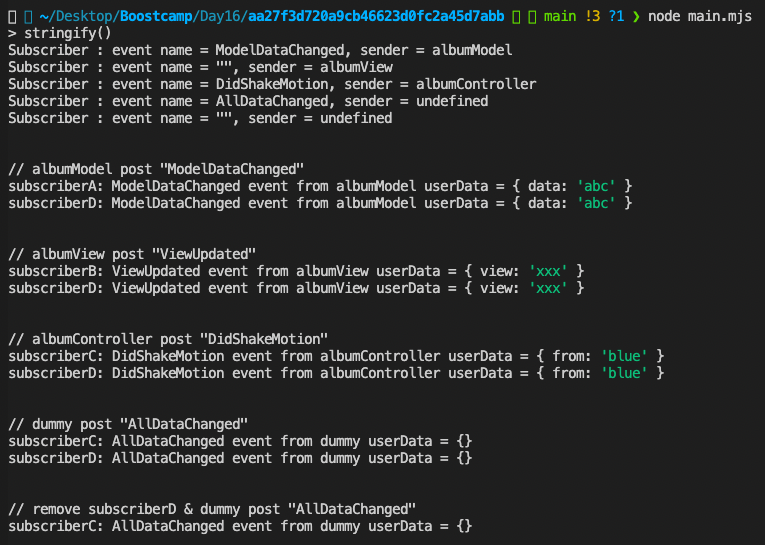 ~/Desktop/Boostcamp/Day16/aa27f3d720a9cb46623d0fc2a45d7abb main !3 ?1 ❯ node main.mjs
> stringify()
Subscriber : event name = ModelDataChanged, sender = albumModel
Subscriber : event name = "", sender = albumView
Subscriber : event name = DidShakeMotion, sender = albumController
Subscriber : event name = AllDataChanged, sender = undefined
Subscriber : event name = "", sender = undefined
// albumModel post "ModelDataChanged"
subscriberA: ModelDataChanged event from albumModel userData = { data: 'abc' }
subscriberD: ModelDataChanged event from albumModel userData = { data: 'abc' }
// albumView post "ViewUpdated"
subscriberB: ViewUpdated event from albumView userData = { view: 'xxx' }
subscriberD: ViewUpdated event from albumView userData = { view: 'xxx' }
// albumController post "DidShakeMotion"
subscriberC: DidShakeMotion event from albumController userData = { from: 'blue' }
subscriberD: DidShakeMotion event from albumController userData = { from: 'blue' }
// dummy post "AllDataChanged"
subscriberC: AllDataChanged event from dummy userData = {}
subscriberD: AllDataChanged event from dummy userData = {}
// remove subscriberD & dummy post "AllDataChanged"
subscriberC: AllDataChanged event from dummy userData = {}